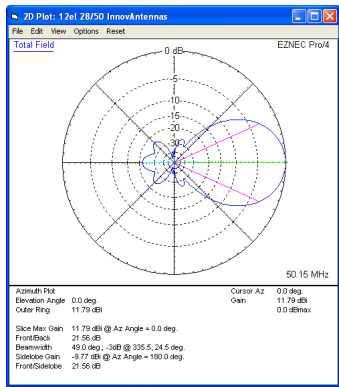 2D Plot: 12el 28/50 InnovAntennas
File Edit View Options Reset
Total Field
EZNEC Pro/4
0 dB
-5
-10
-15
-20
-30
50.15 MHz
Azimuth Plot
Elevation Angle 0.0 deg.
Outer Ring 11.79 dBi
Cursor Az 0.0 deg.
Gain 11.79 dBi
0.0 dBmax
Slice Max Gain 11.79 dBi @ Az Angle = 0.0 deg.
Front/Back 21.56 dB
Beamwidth 49.0 deg.; -3dB @ 335.5, 24.5 deg.
Sidelobe Gain -9.77 dBi @ Az Angle = 180.0 deg.
Front/Sidelobe 21.56 dB